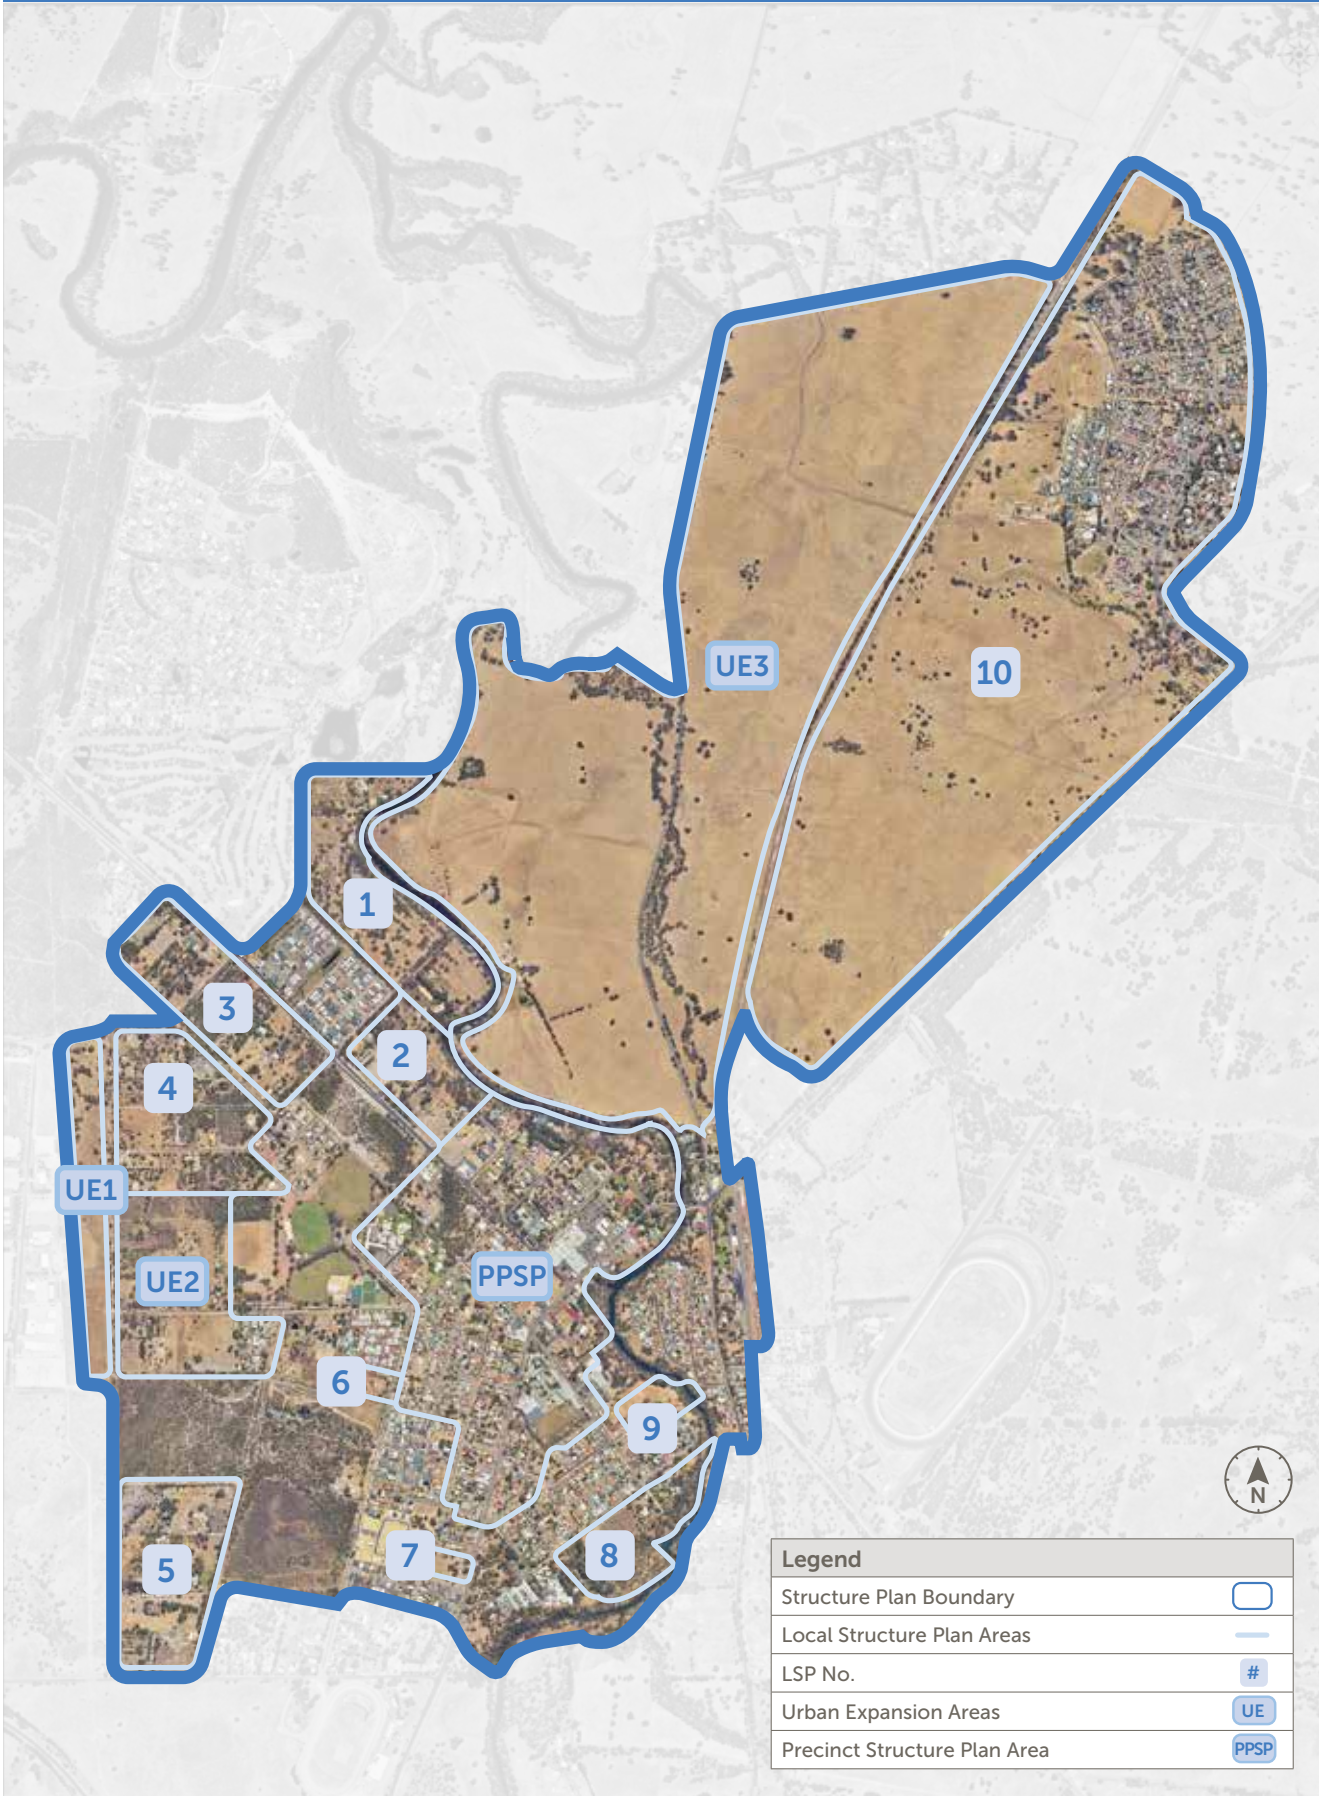 UE3
10
1
3
2
4
UE1
UE2
PPSP
6
9
7
8
5
N
Legend
Structure Plan Boundary
Local Structure Plan Areas
LSP No. #
Urban Expansion Areas UE
Precinct Structure Plan Area PPSP